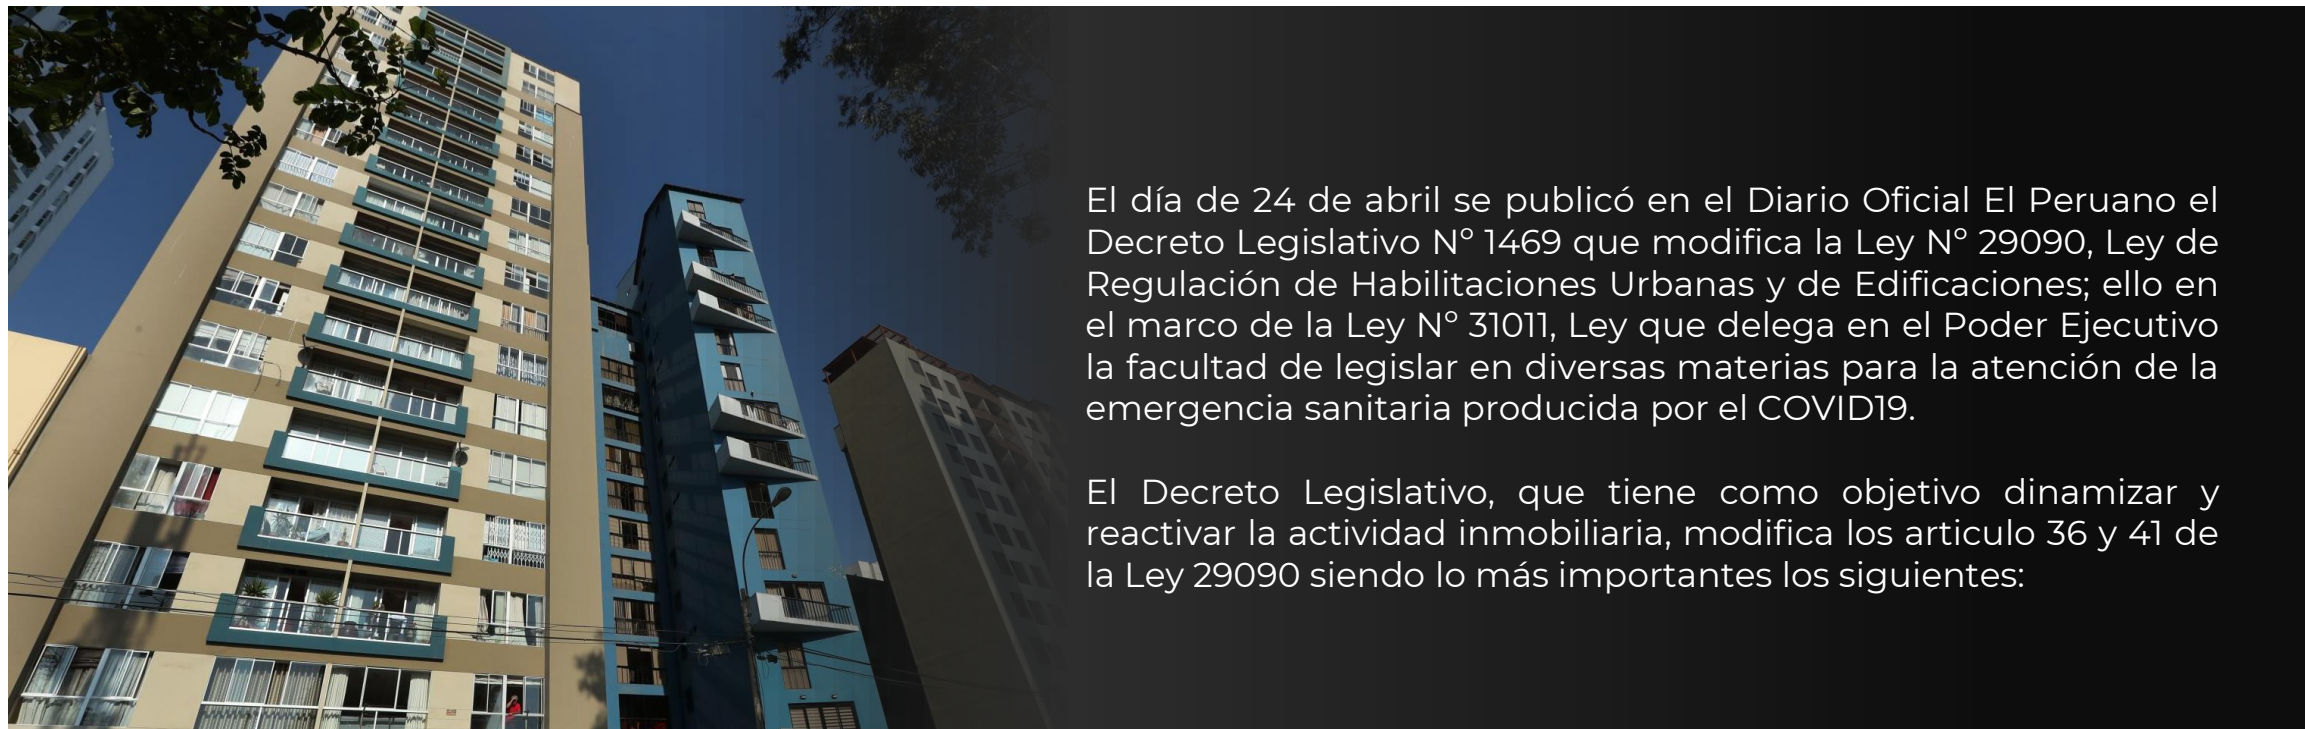 El día de 24 de abril se publicó en el Diario Oficial El Peruano el
Decreto Legislativo Nº 1469 que modifica la Ley Nº 29090, Ley de
Regulación de Habilitaciones Urbanas y de Edificaciones; ello en
el marco de la Ley Nº 31011, Ley que delega en el Poder Ejecutivo
la facultad de legislar en diversas materias para la atención de la
emergencia sanitaria producida por el COVID19.
El Decreto Legislativo, que tiene como objetivo dinamizar y
reactivar la actividad inmobiliaria, modifica los articulo 36 y 41 de
la Ley 29090 siendo lo más importantes los siguientes: